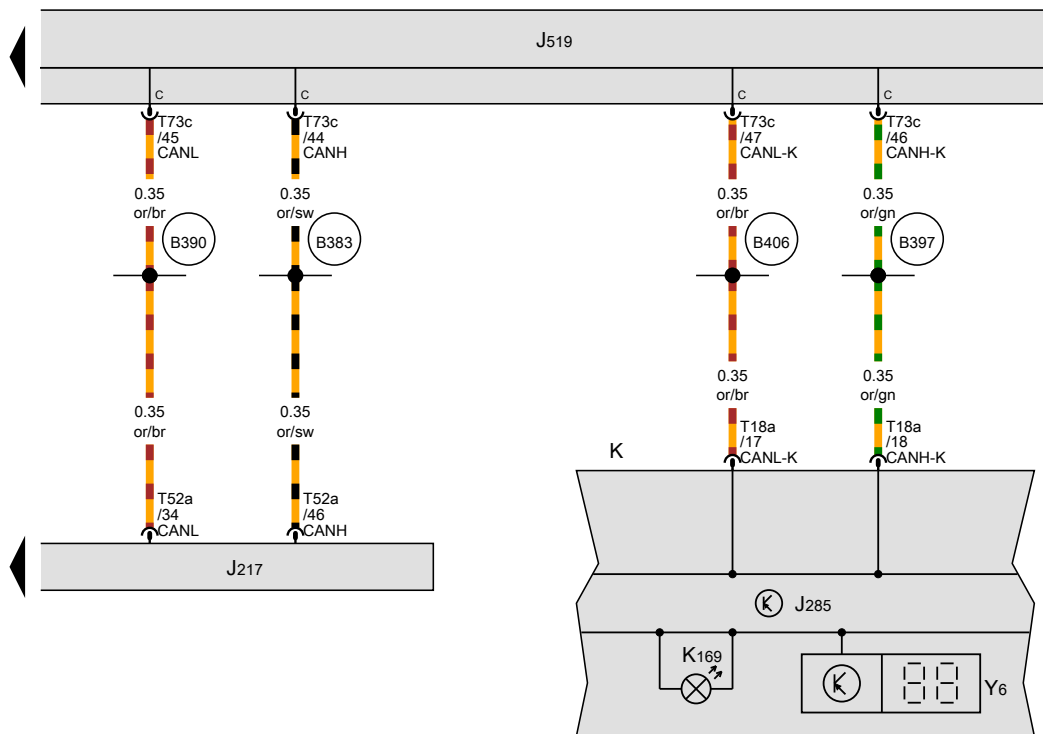 J519
C
C
C
C
T73c
/45
CANL
T73c
/44
CANH
T73c
/47
CANL-K
T73c
/46
CANH-K
0.35
or/br
0.35
or/sw
0.35
or/br
0.35
or/gn
B390
B383
B406
B397
0.35
or/br
0.35
or/sw
0.35
or/br
0.35
or/gn
T18a
/17
CANL-K
T18a
/18
CANH-K
K
T52a
/34
CANL
T52a
/46
CANH
J217
J285
K169
Y6